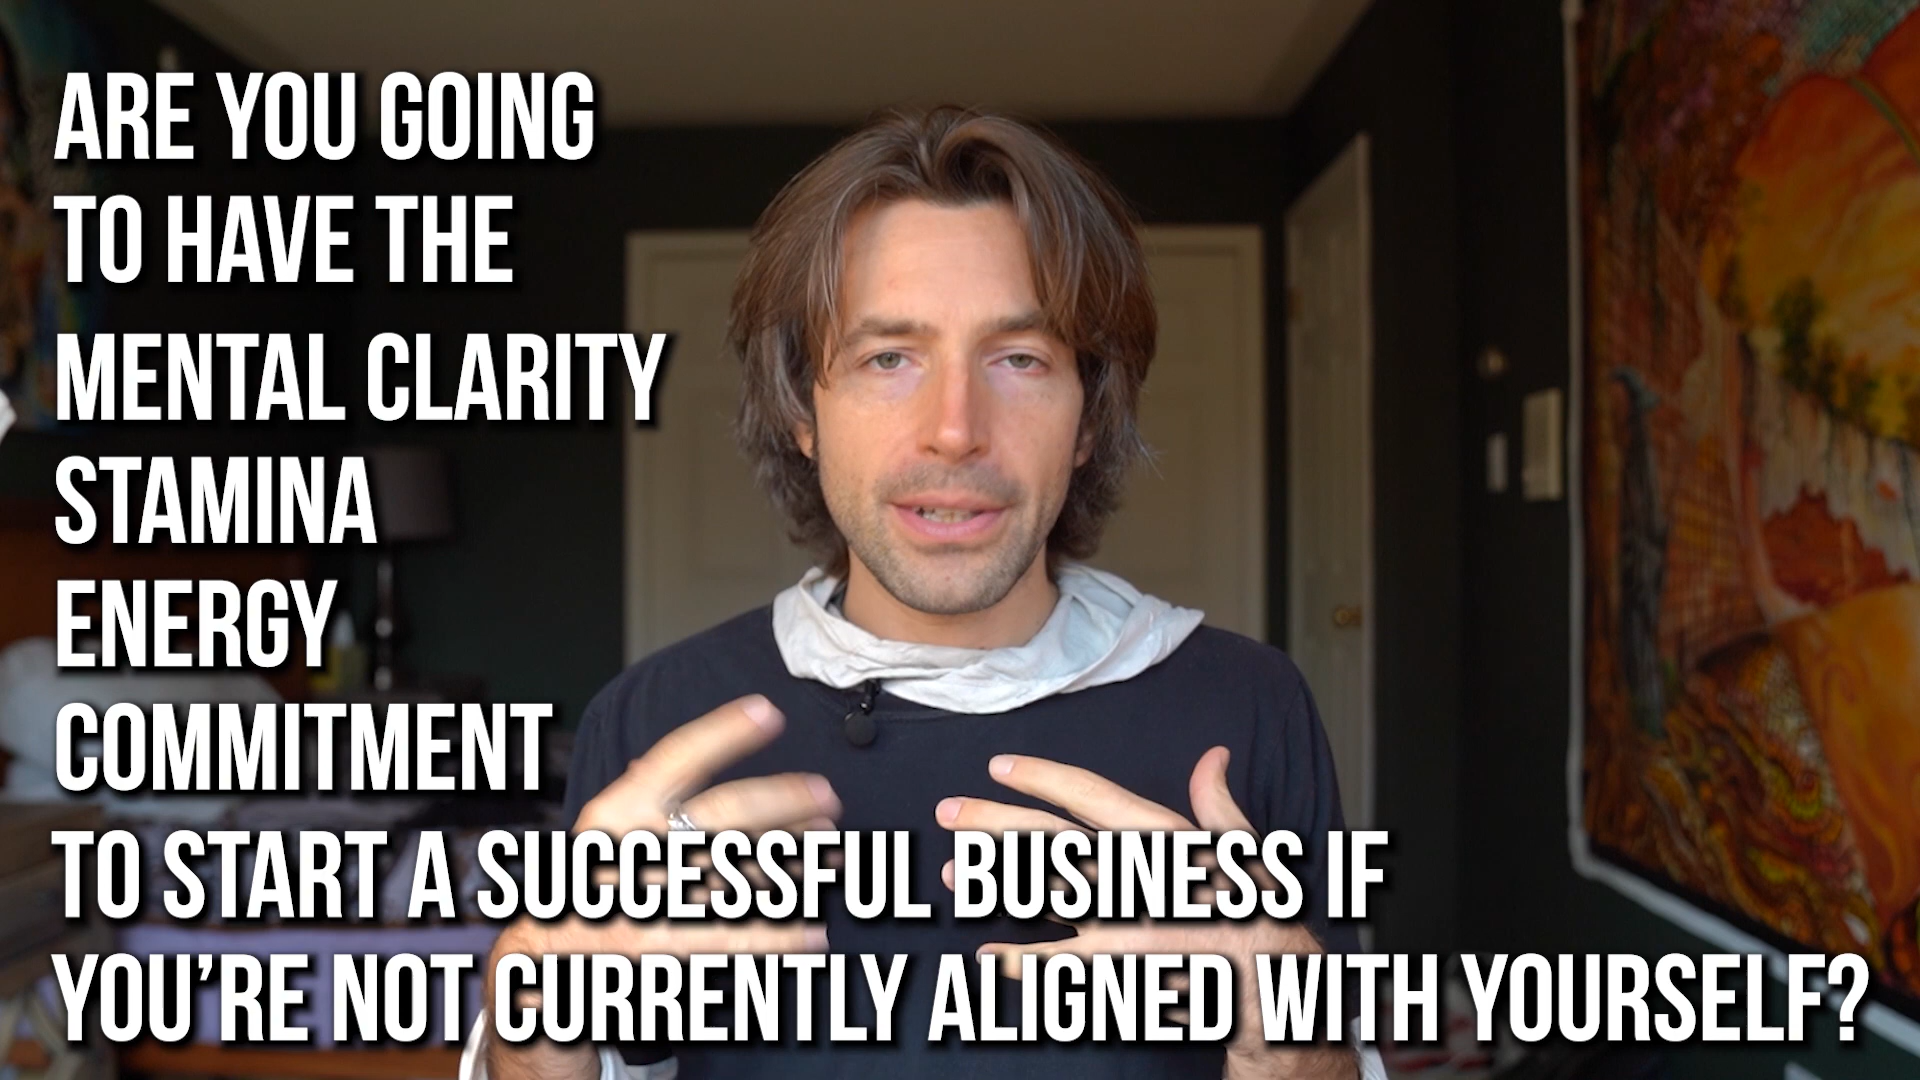 ARE YOU GOING
TO HAVE THE
MENTAL CLARITY
STAMINA
ENERGY
COMMITMENT
TO START A SUCCESSFUL BUSINESS IF
YOU’RE NOT CURRENTLY ALIGNED WITH YOURSELF?